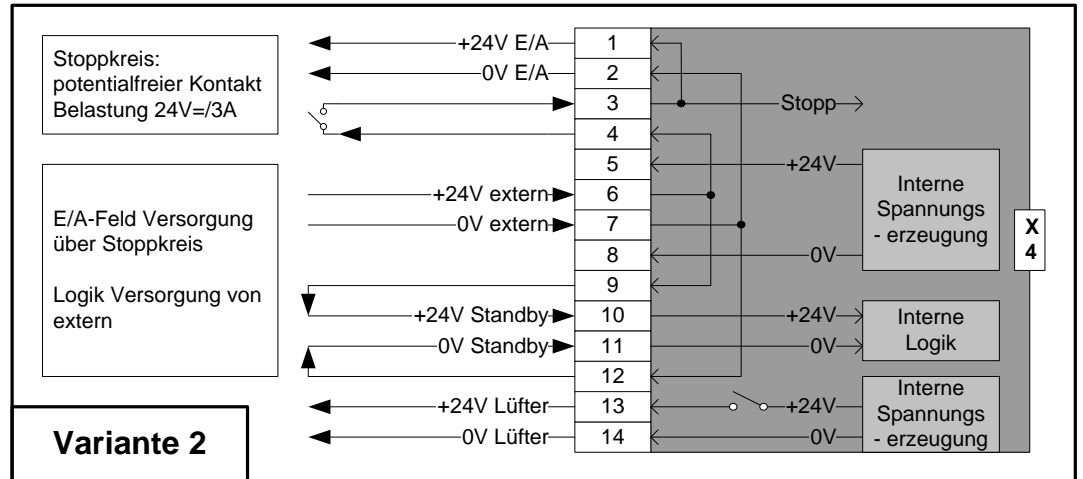 Stoppkreis:
potentialfreier Kontakt
Belastung 24V=/3A
E/A-Feld Versorgung
über Stoppkreis
Logik Versorgung von
extern
Variante 2
+24V E/A
1
0V E/A
2
3
Stopp
4
5
+24V
+24V extern
6
0V extern
7
8
0V
Interne
Spannungs
- erzeugung
X
4
9
+24V Standby
10
+24V
0V Standby
11
0V
Interne
Logik
12
+24V Lüfter
13
+24V
0V Lüfter
14
0V
Interne
Spannungs
- erzeugung